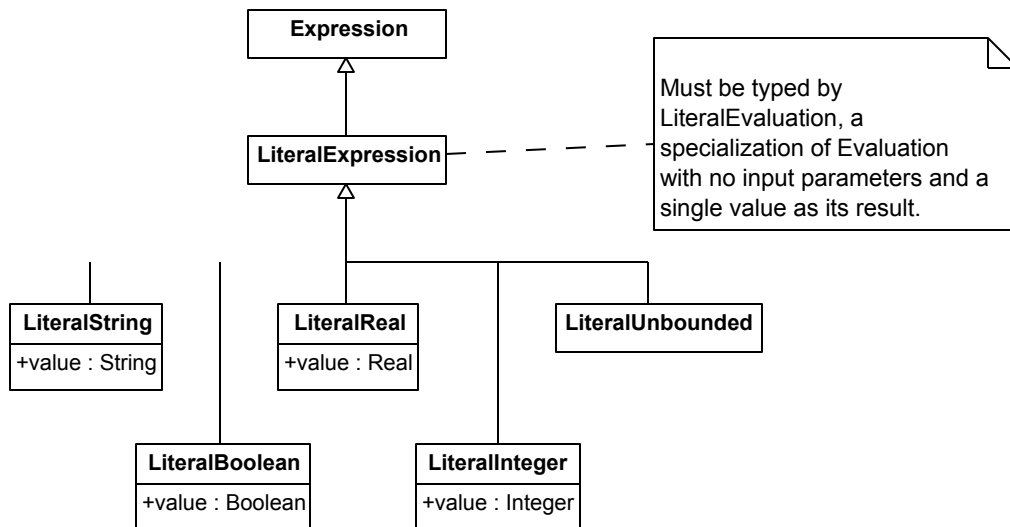 Expression
Must be typed by
LiteralEvaluation, a
specialization of Evaluation
with no input parameters and a
single value as its result.
LiteralExpression
LiteralString
+value : String
LiteralReal
+value : Real
LiteralUnbounded
LiteralBoolean
+value : Boolean
LiteralInteger
+value : Integer